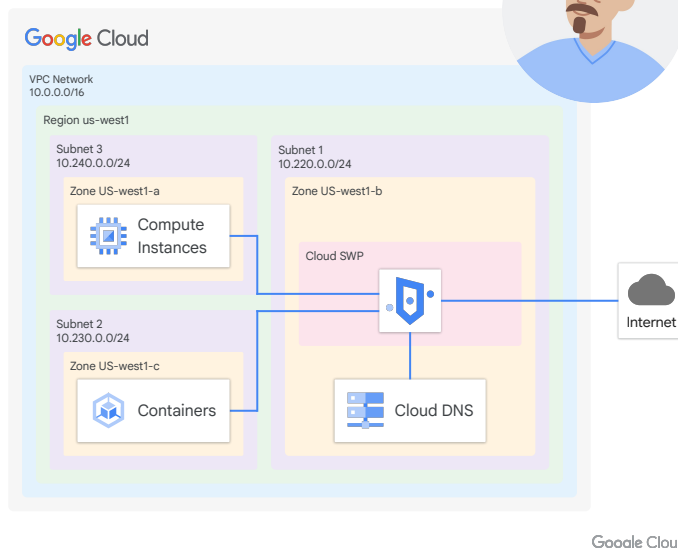 Google Cloud
VPC Network
10.0.0.0/16
Region us-west1
Subnet 3
10.240.0.0/24
Zone US-west1-a
Compute
Instances
Subnet 2
10.230.0.0/24
Zone US-west1-c
Containers
Subnet 1
10.220.0.0/24
Zone US-west1-b
Cloud SWP
Cloud DNS
Internet
Google Clou